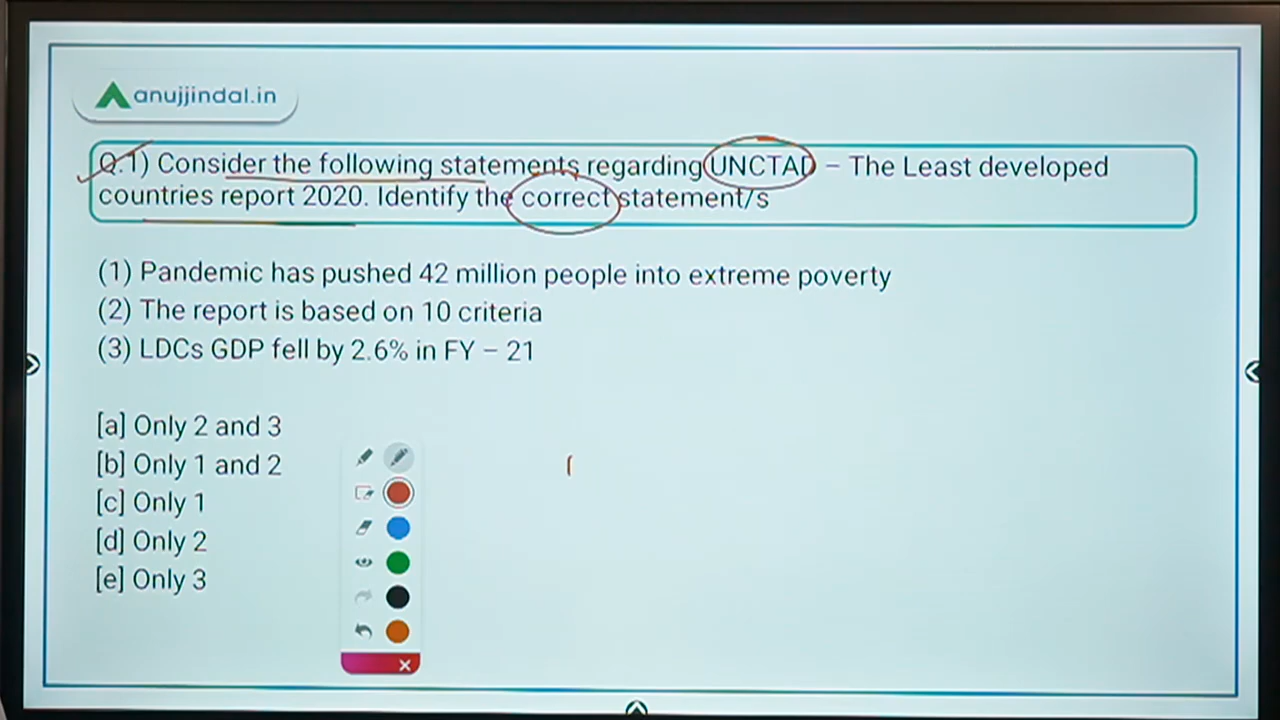 anujjindal.in
Q.1) Consider the following statements regarding UNCTAD – The Least developed
countries report 2020. Identify the correct statement/s
(1) Pandemic has pushed 42 million people into extreme poverty
(2) The report is based on 10 criteria
(3) LDCs GDP fell by 2.6% in FY – 21
[a] Only 2 and 3
[b] Only 1 and 2
[c] Only 1
[d] Only 2
[e] Only 3